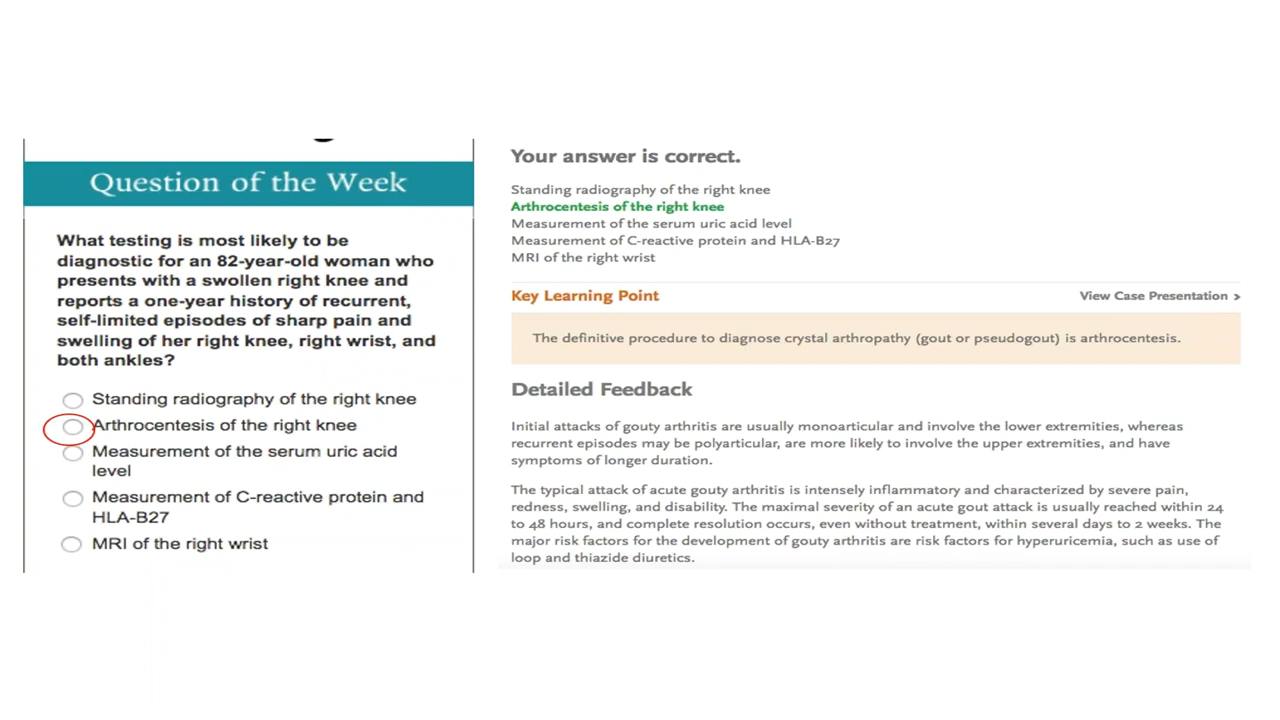 Question of the Week
What testing is most likely to be
diagnostic for an 82-year-old woman who
presents with a swollen right knee and
reports a one-year history of recurrent,
self-limited episodes of sharp pain and
swelling of her right knee, right wrist, and
both ankles?
Standing radiography of the right knee
Arthrocentesis of the right knee
Measurement of the serum uric acid
level
Measurement of C-reactive protein and
HLA-B27
MRI of the right wrist
Your answer is correct.
Standing radiography of the right knee
Arthrocentesis of the right knee
Measurement of the serum uric acid level
Measurement of C-reactive protein and HLA-B27
MRI of the right wrist
Key Learning Point
View Case Presentation >
The definitive procedure to diagnose crystal arthropathy (gout or pseudogout) is arthrocentesis.
Detailed Feedback
Initial attacks of gouty arthritis are usually monoarticular and involve the lower extremities, whereas
recurrent episodes may be polyarticular, are more likely to involve the upper extremities, and have
symptoms of longer duration.
The typical attack of acute gouty arthritis is intensely inflammatory and characterized by severe pain,
redness, swelling, and disability. The maximal severity of an acute gout attack is usually reached within 24
to 48 hours, and complete resolution occurs, even without treatment, within several days to 2 weeks. The
major risk factors for the development of gouty arthritis are risk factors for hyperuricemia, such as use of
loop and thiazide diuretics.